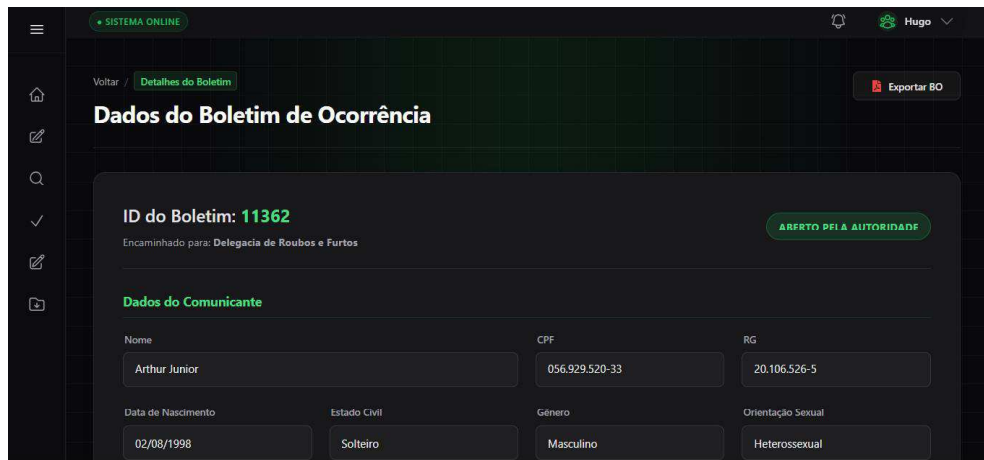 • SISTEMA ONLINE
Hugo
Voltar / Detalhes do Boletim
Exportar BO
Dados do Boletim de Ocorrência
ID do Boletim: 11362
ABERTO PELA AUTORIDADE
Encaminhado para: Delegacia de Roubos e Furtos
Dados do Comunicante
Nome CPF RG
Arthur Junior 056.929.520-33 20.106.526-5
Data de Nascimento Estado Civil Gênero Orientação Sexual
02/08/1998 Solteiro Masculino Heterossexual